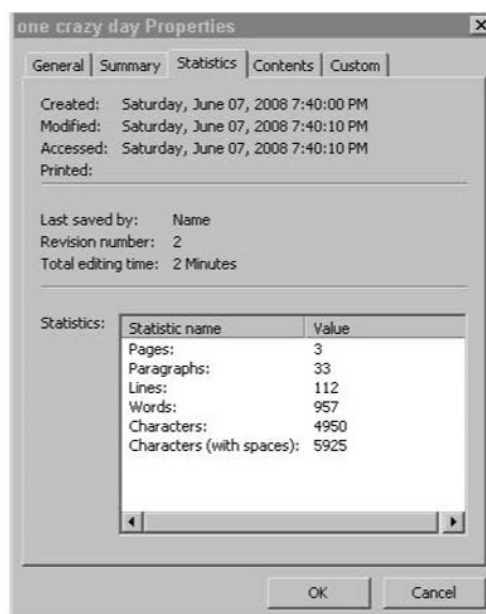 one crazy day Properties
General Summary Statistics Contents Custom
Created: Saturday, June 07, 2008 7:40:00 PM
Modified: Saturday, June 07, 2008 7:40:10 PM
Accessed: Saturday, June 07, 2008 7:40:10 PM
Printed:
Last saved by: Name
Revision number: 2
Total editing time: 2 Minutes
Statistics:
Statistic name Value
Pages: 3
Paragraphs: 33
Lines: 112
Words: 957
Characters: 4950
Characters (with spaces): 5925
OK Cancel